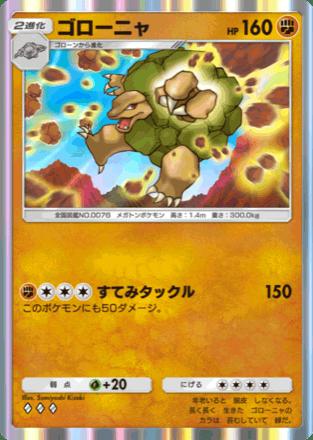 2進化 ゴローニャ HP 160
ゴローンから進化
全国図鑑NO.0076 メガトンポケモン 高さ:1.4m 重さ:300.0kg
すてみタックル 150
このポケモンにも50ダメージ。
弱点 +20 にげる
Illus. Sumiyoshi Kizuki
年老いると 脱皮 しなくなる。
長く長く 生きた ゴローニャの
カラは 苔むしていて 緑だ。